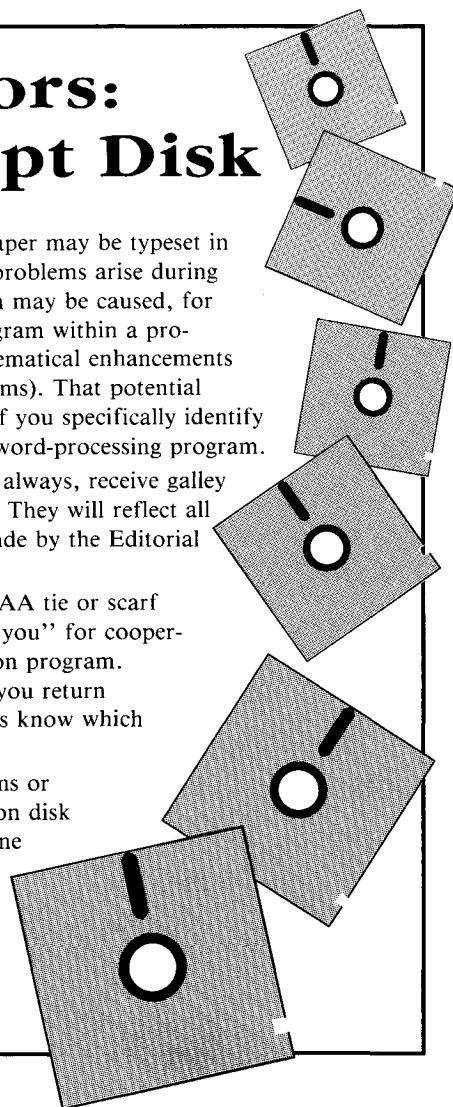 ors:
pt Disk
aper may be typeset in
problems arise during
n may be caused, for
gram within a pro-
ematical enhancements
ms). That potential
f you specifically identify
word-processing program.
always, receive galley
They will reflect all
de by the Editorial
AA tie or scarf
you” for cooper-
on program.
you return
s know which
ns or
on disk
ne